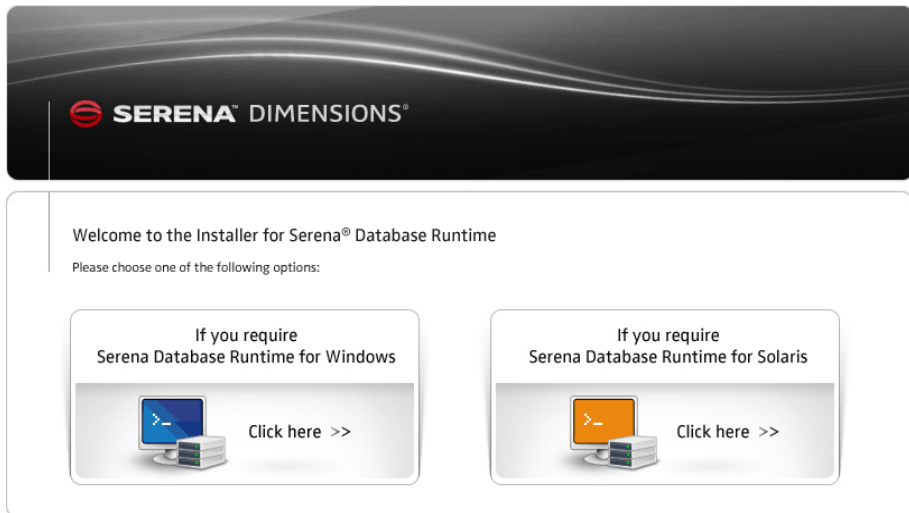 SERENA™ DIMENSIONS®
Welcome to the Installer for Serena® Database Runtime
Please choose one of the following options:
If you require
Serena Database Runtime for Windows
>_
Click here >>
If you require
Serena Database Runtime for Solaris
>_
Click here >>